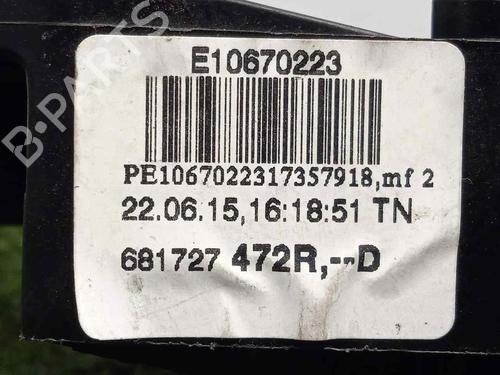 E10670223
PE1067022317357918,mf 2
22.06.15,16:18:51 TN
681727 472R,--D
B-PARTS